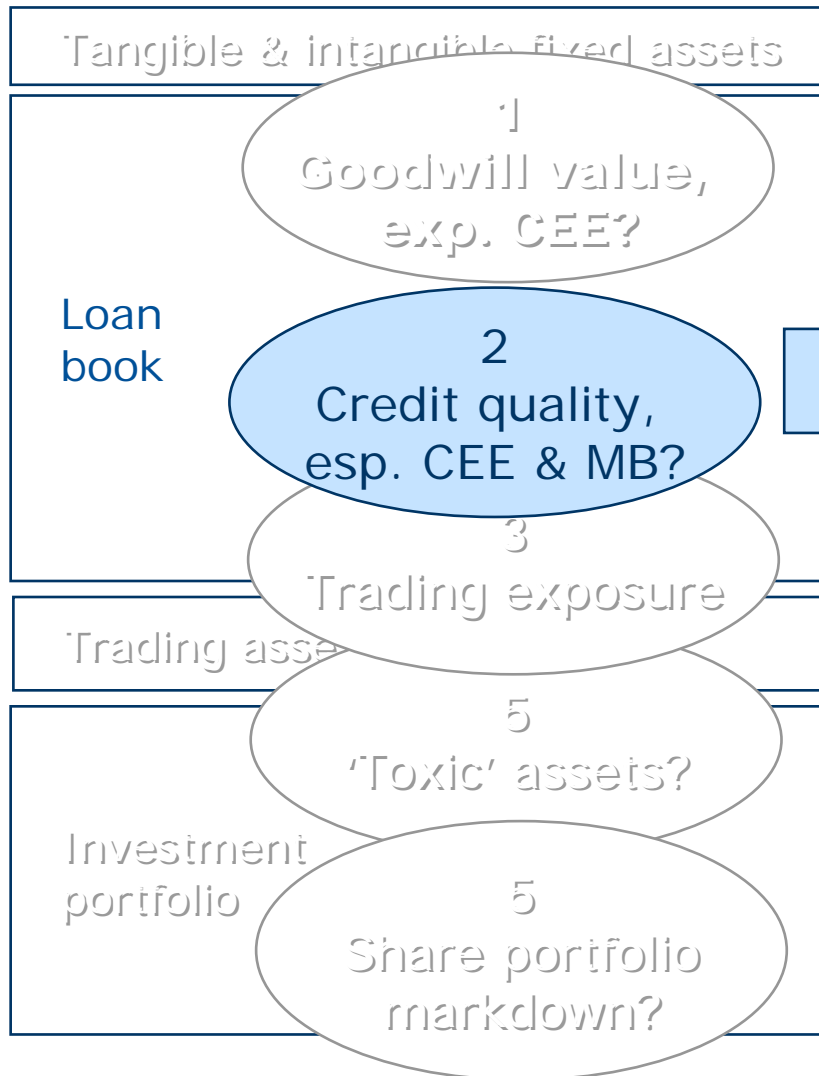 Tangible & intangible fixed assets
1
Goodwill value,
exp. CEE?
Loan
book
2
Credit quality,
esp. CEE & MB?
3
Trading exposure
Trading asse
5
‘Toxic’ assets?
Investment
portfolio
5
Share portfolio
markdown?